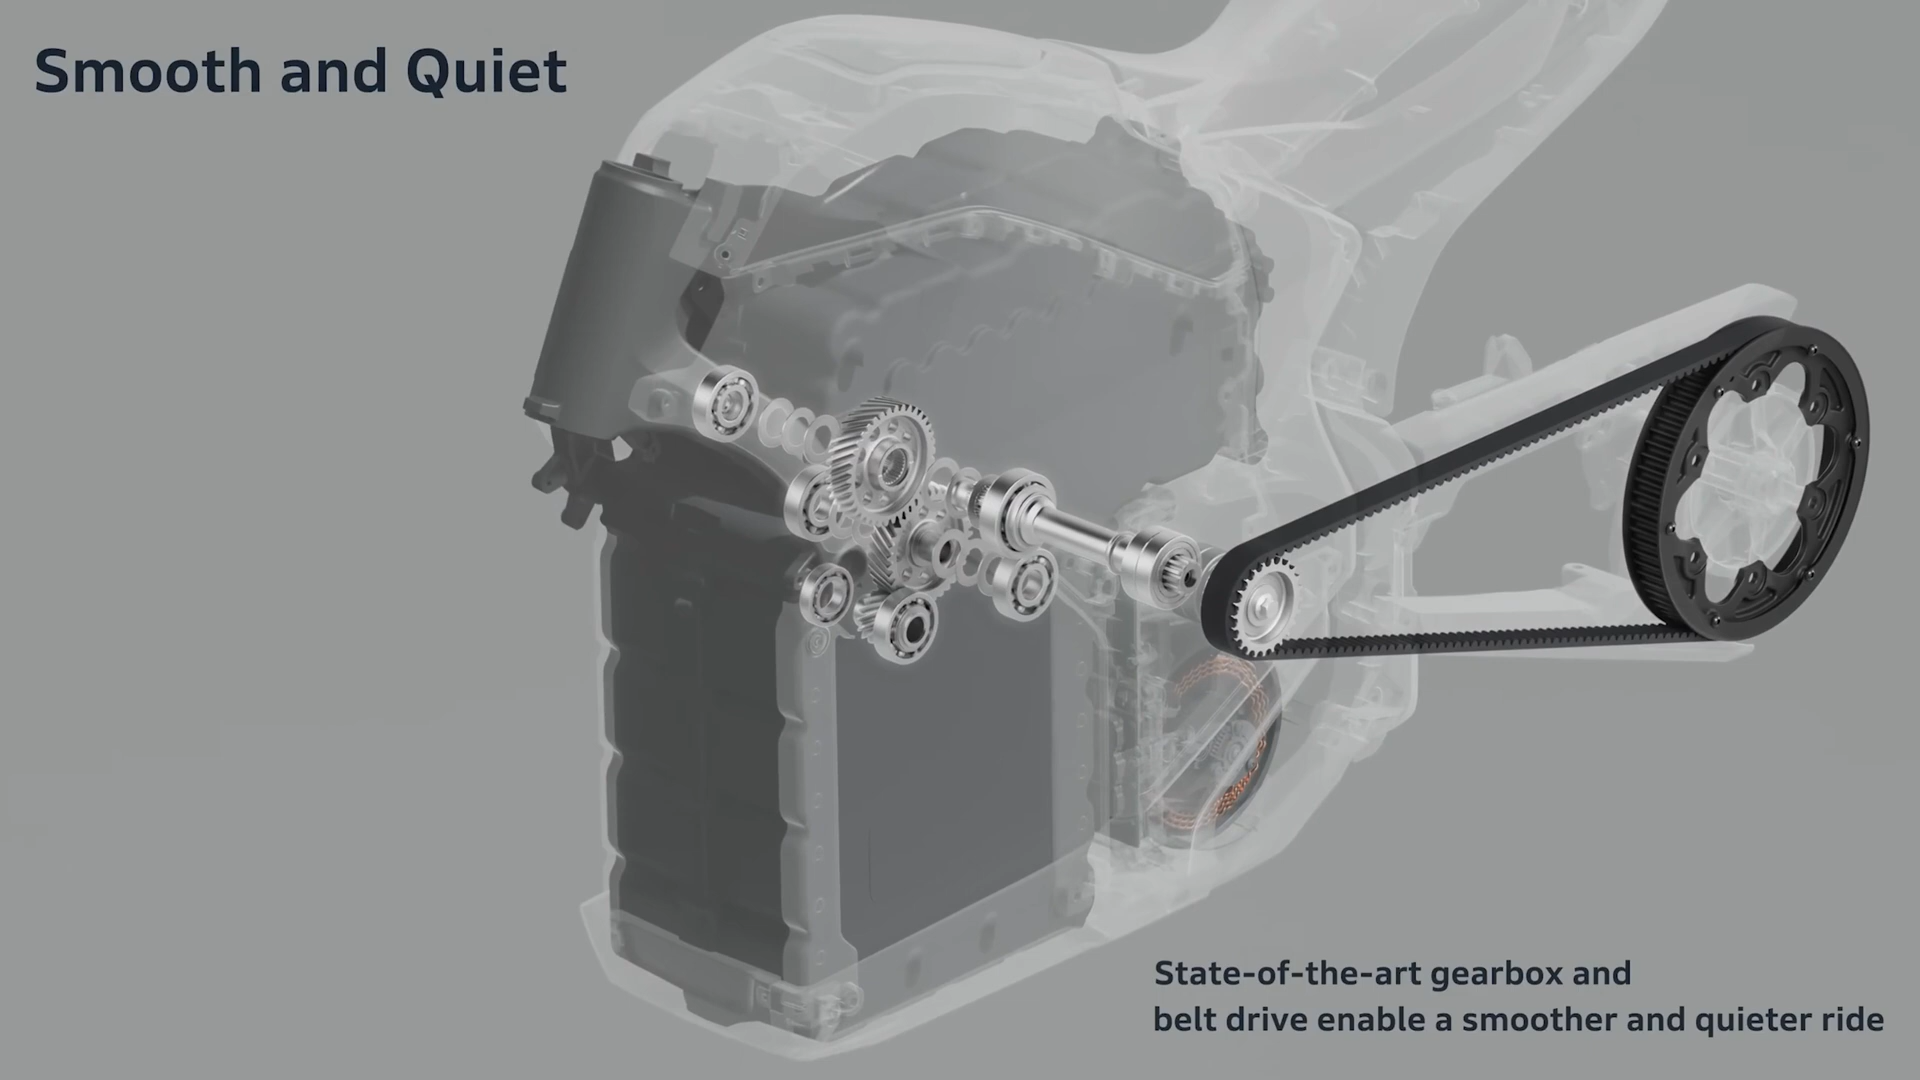 Smooth and Quiet
State-of-the-art gearbox and
belt drive enable a smoother and quieter ride